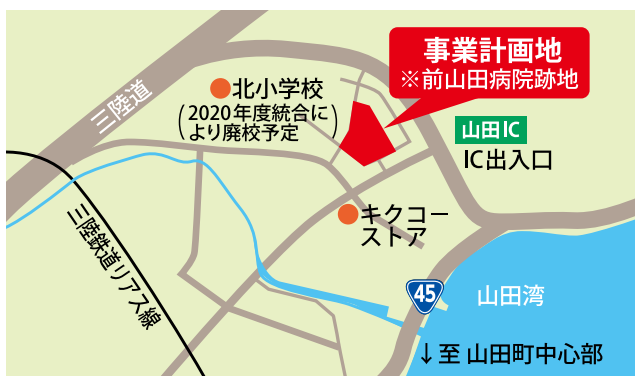 事業計画地
※前山田病院跡地
三陸道
北小学校
(2020年度統合に
より廃校予定)
山田IC
IC出入口
キクコー
ストア
三陸鉄道リアス線
45
山田湾
↓至 山田町中心部